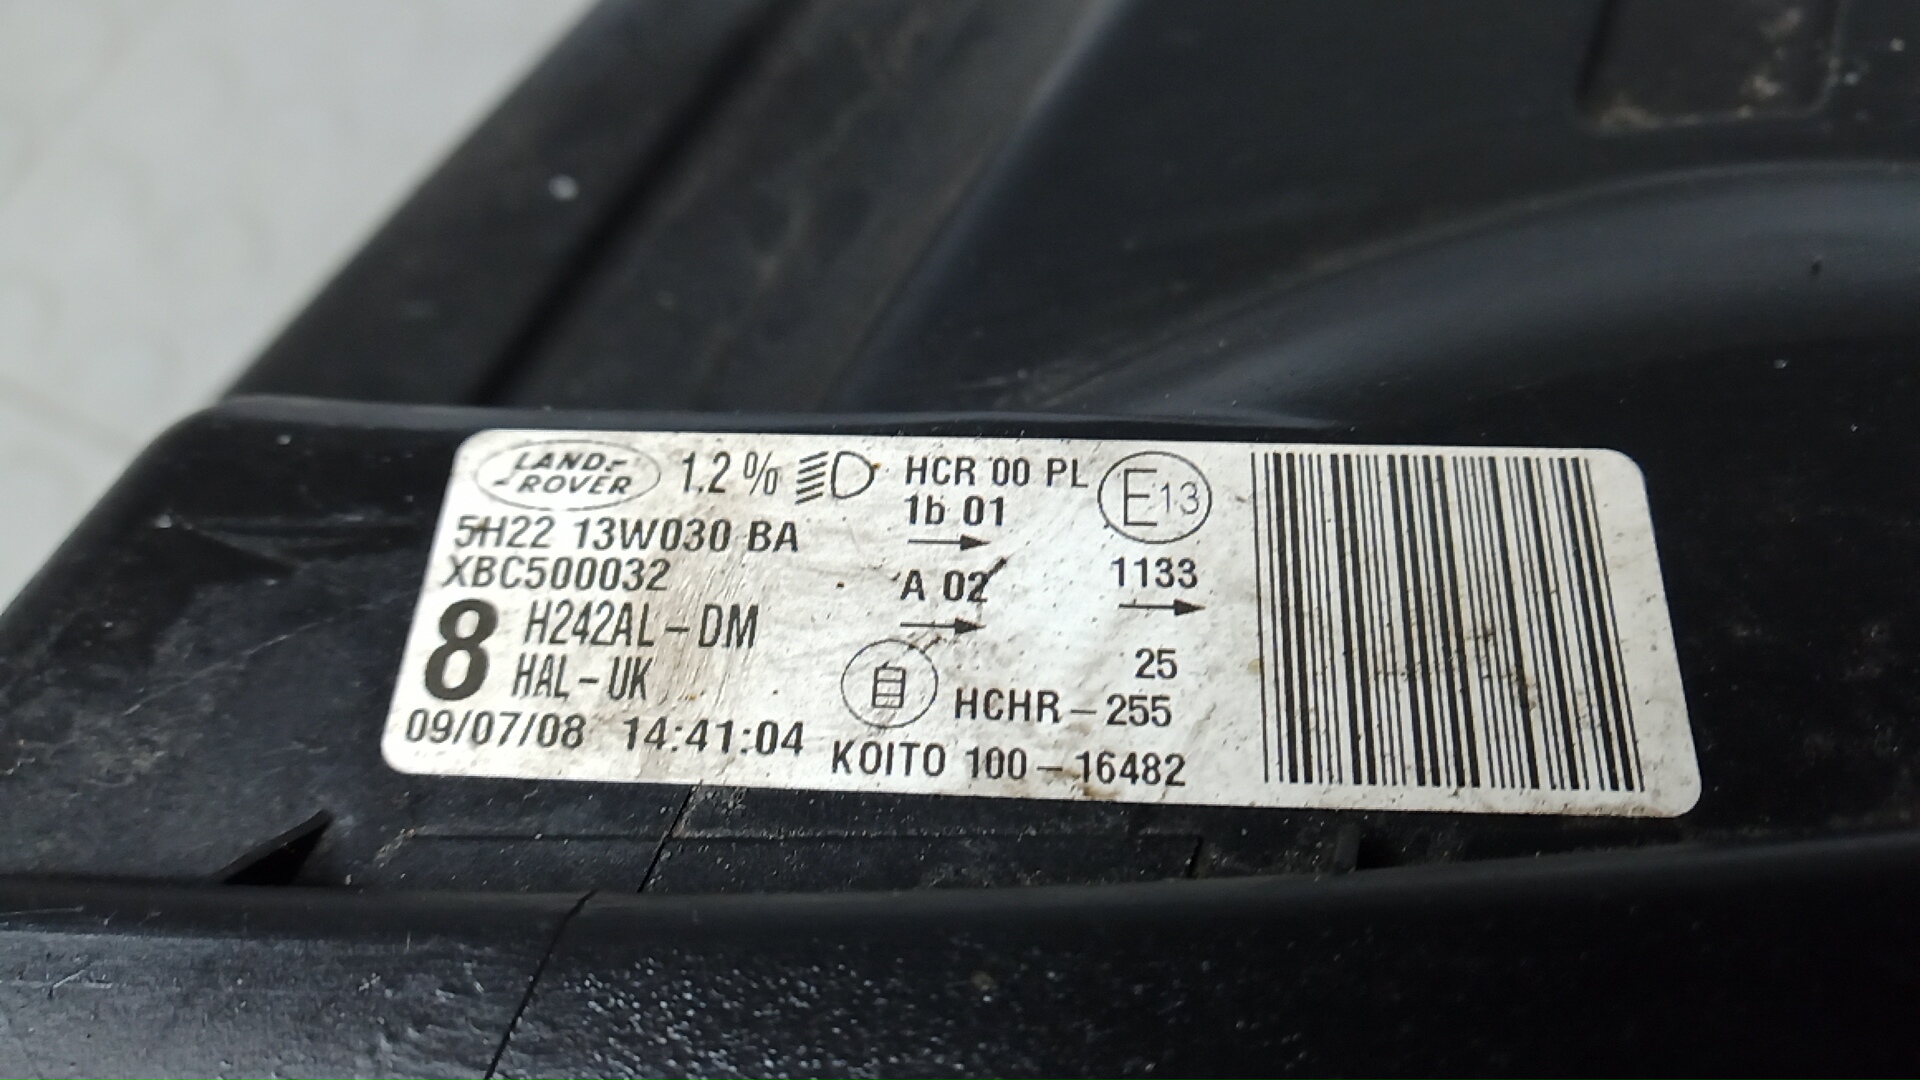 LAND-
-ROVER
1.2%
5H22 13W030 BA
XBC500032
8
H242AL-DM
HAL-UK
09/07/08 14:41:04
HCR 00 PL
1b 01
A 02
E13
1133
25
HCHR-255
KOITO 100-16482